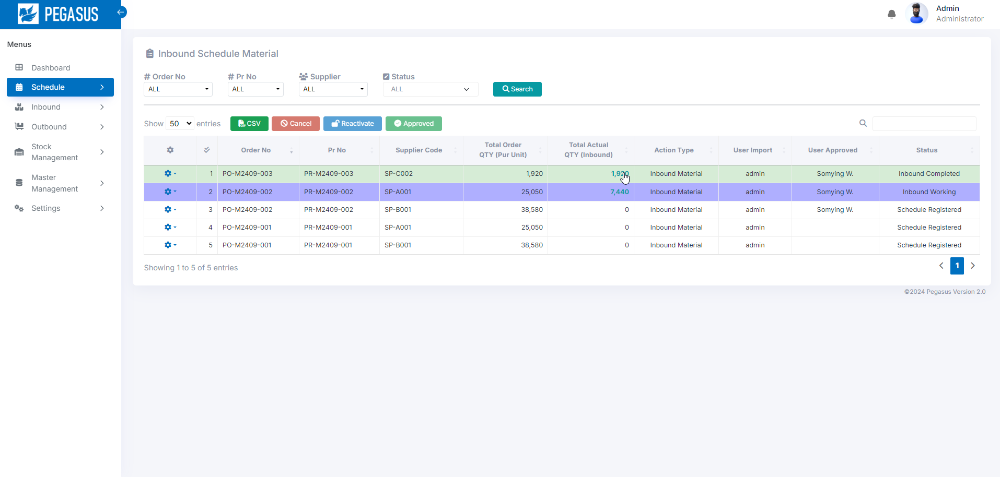 PEGASUS
Admin
Administrator
Menus
Dashboard
Schedule
Inbound
Outbound
Stock
Management
Master
Management
Settings
Inbound Schedule Material
# Order No
# Pr No
Supplier
Status
ALL
ALL
ALL
ALL
Search
Show 50 entries
CSV
Cancel
Reactivate
Approved
Order No
Pr No
Supplier Code
Total Order
QTY (Pur Unit)
Total Actual
QTY (Inbound)
Action Type
User Import
User Approved
Status
1 PO-M2409-003 PR-M2409-003 SP-C002 1,920 1,920 Inbound Material admin Somying W. Inbound Completed
2 PO-M2409-002 PR-M2409-002 SP-A001 25,050 7,440 Inbound Material admin Somying W. Inbound Working
3 PO-M2409-002 PR-M2409-002 SP-B001 38,580 0 Inbound Material admin Somying W. Schedule Registered
4 PO-M2409-001 PR-M2409-001 SP-A001 25,050 0 Inbound Material admin Schedule Registered
5 PO-M2409-001 PR-M2409-001 SP-B001 38,580 0 Inbound Material admin Schedule Registered
Showing 1 to 5 of 5 entries
1
©2024 Pegasus Version 2.0